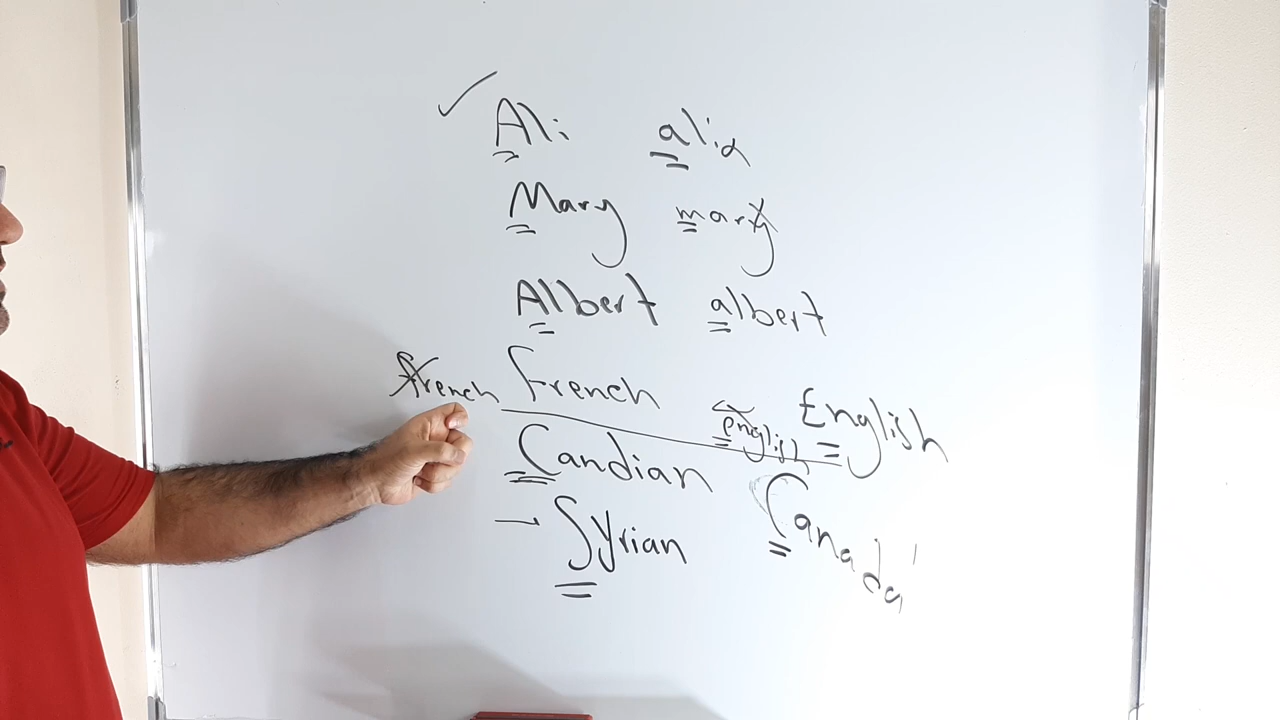 Ali ali
Mary mary
Albert albert
french French
english English
Candian
Canada
Syrian